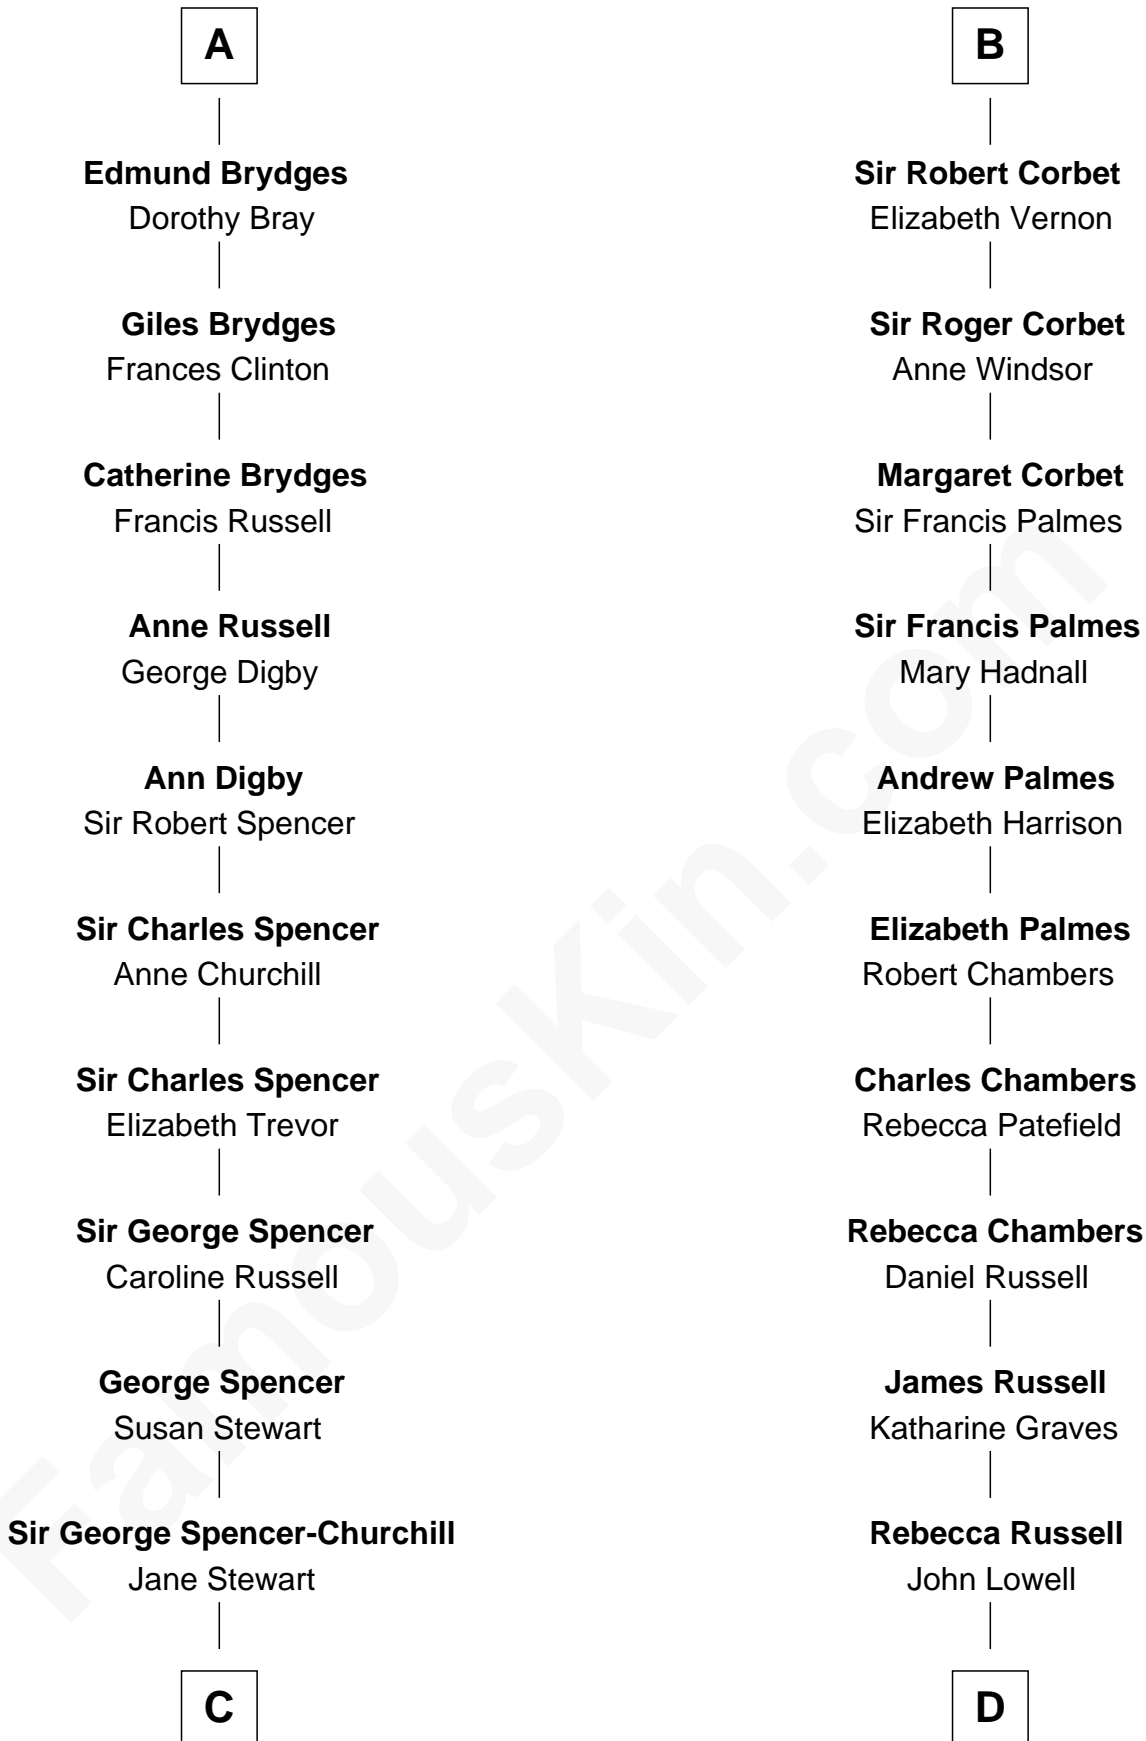 A
Edmund Brydges
Dorothy Bray
Giles Brydges
Frances Clinton
Catherine Brydges
Francis Russell
Anne Russell
George Digby
Ann Digby
Sir Robert Spencer
Sir Charles Spencer
Anne Churchill
Sir Charles Spencer
Elizabeth Trevor
Sir George Spencer
Caroline Russell
George Spencer
Susan Stewart
Sir George Spencer-Churchill
Jane Stewart
C
B
Sir Robert Corbet
Elizabeth Vernon
Sir Roger Corbet
Anne Windsor
Margaret Corbet
Sir Francis Palmes
Sir Francis Palmes
Mary Hadnall
Andrew Palmes
Elizabeth Harrison
Elizabeth Palmes
Robert Chambers
Charles Chambers
Rebecca Patefield
Rebecca Chambers
Daniel Russell
James Russell
Katharine Graves
Rebecca Russell
John Lowell
D
FamousKin.com